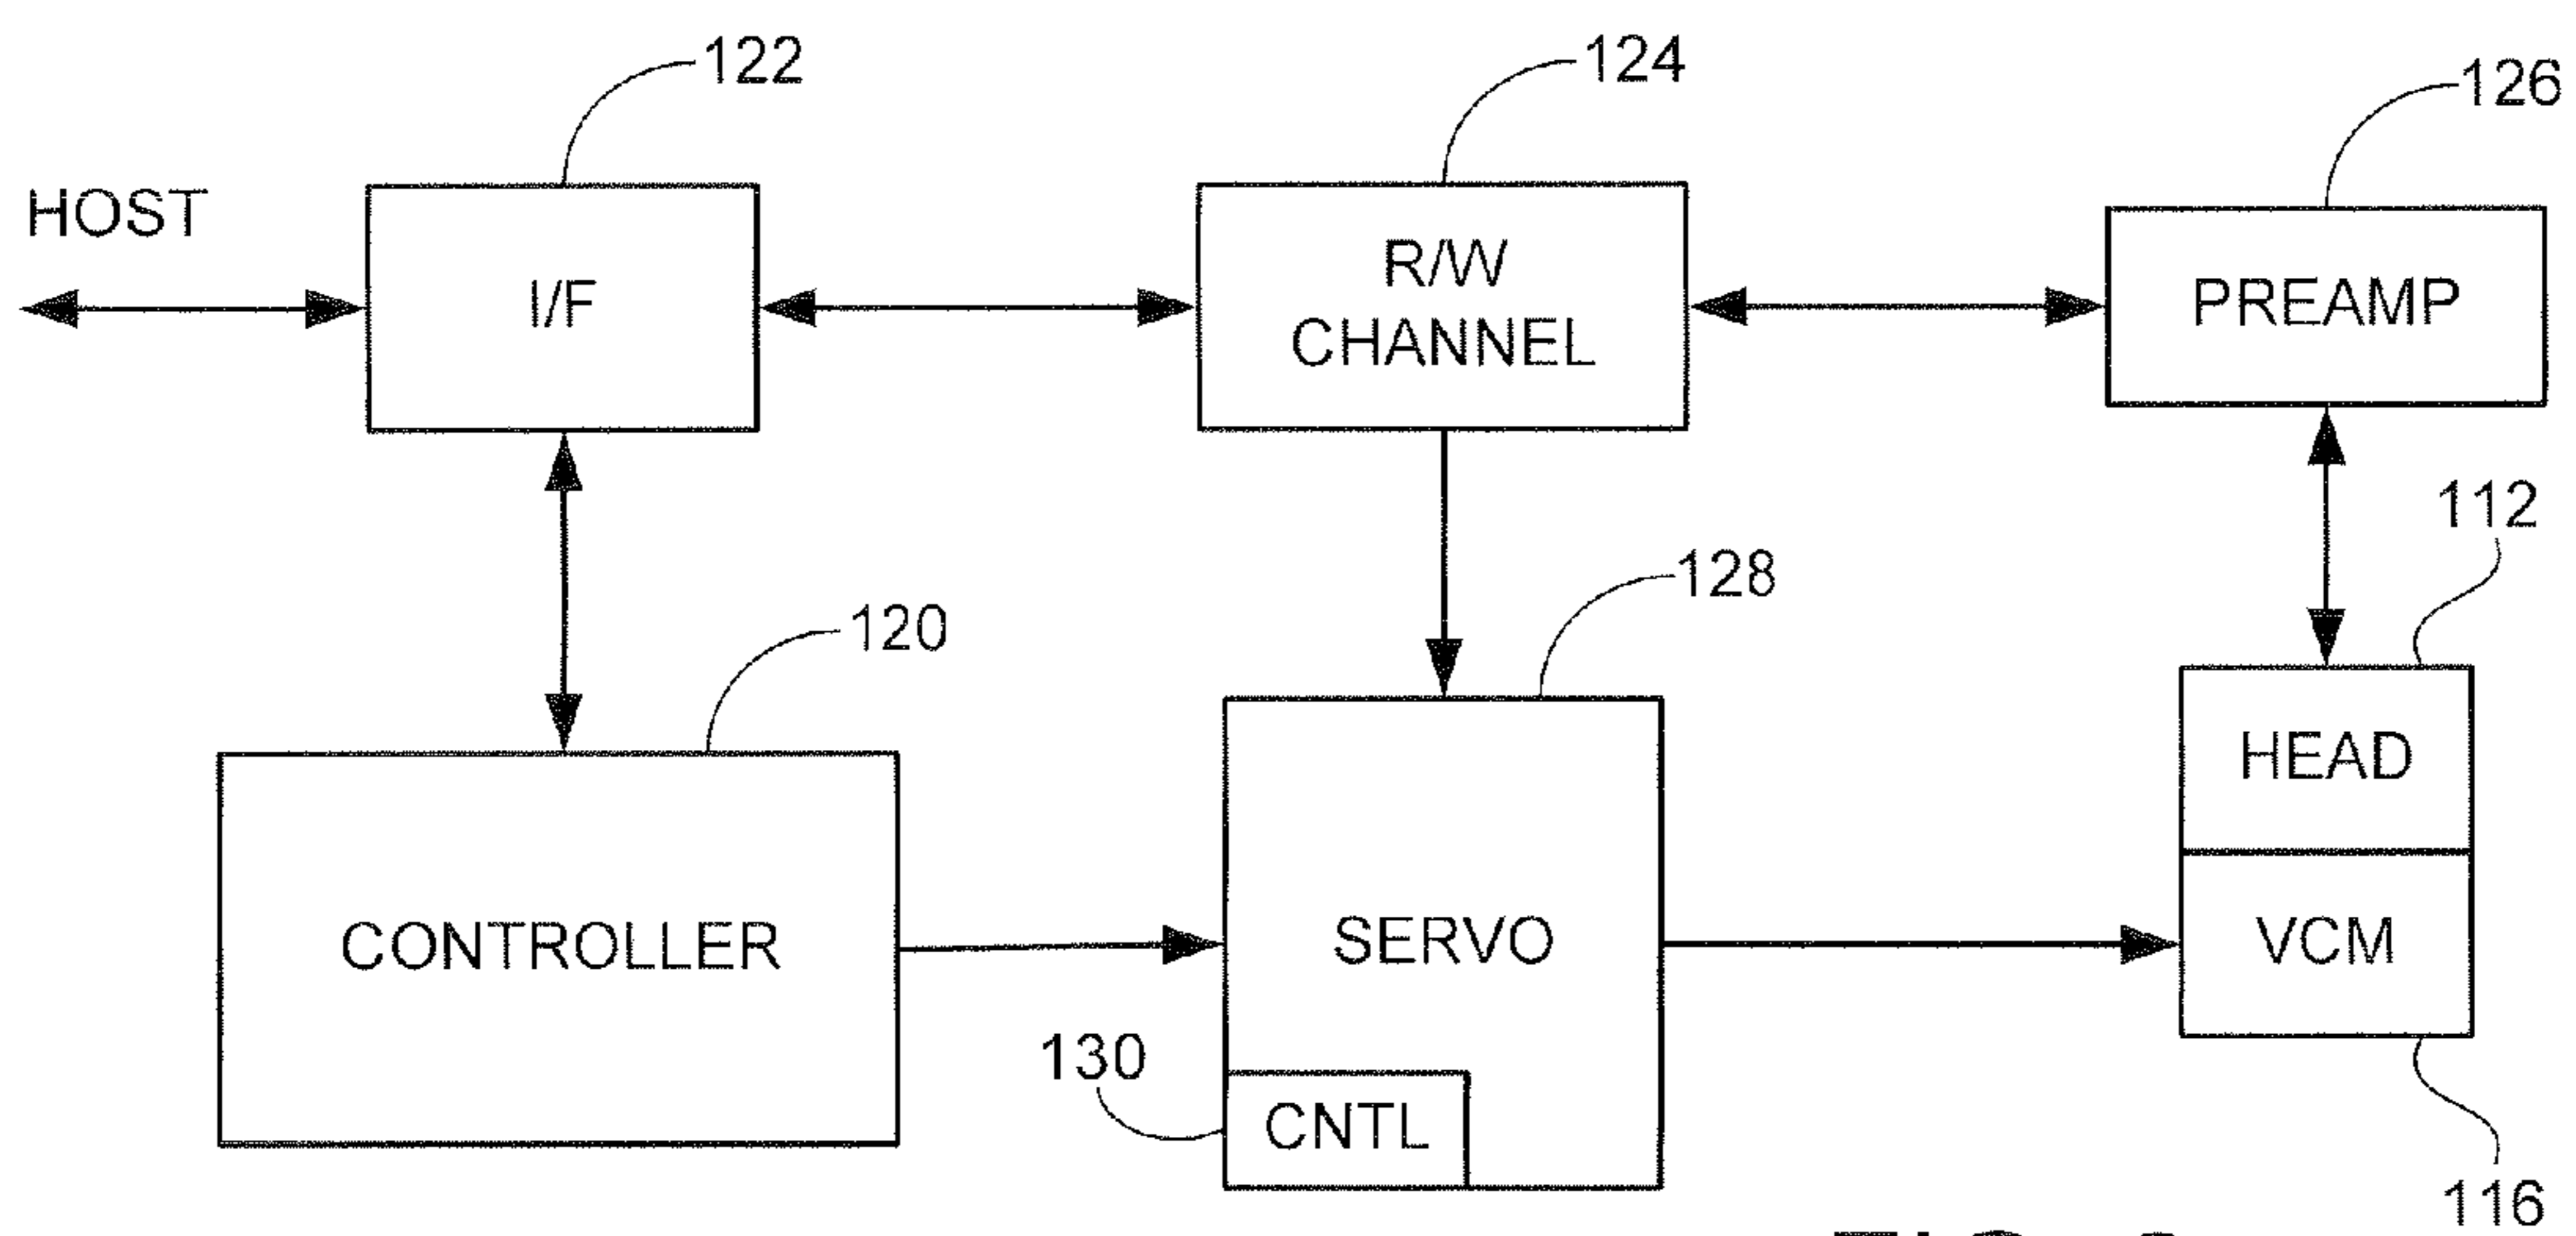 122
124
126
HOST
I/F
R/W
CHANNEL
PREAMP
112
128
120
HEAD
CONTROLLER
SERVO
VCM
130
CNTL
116